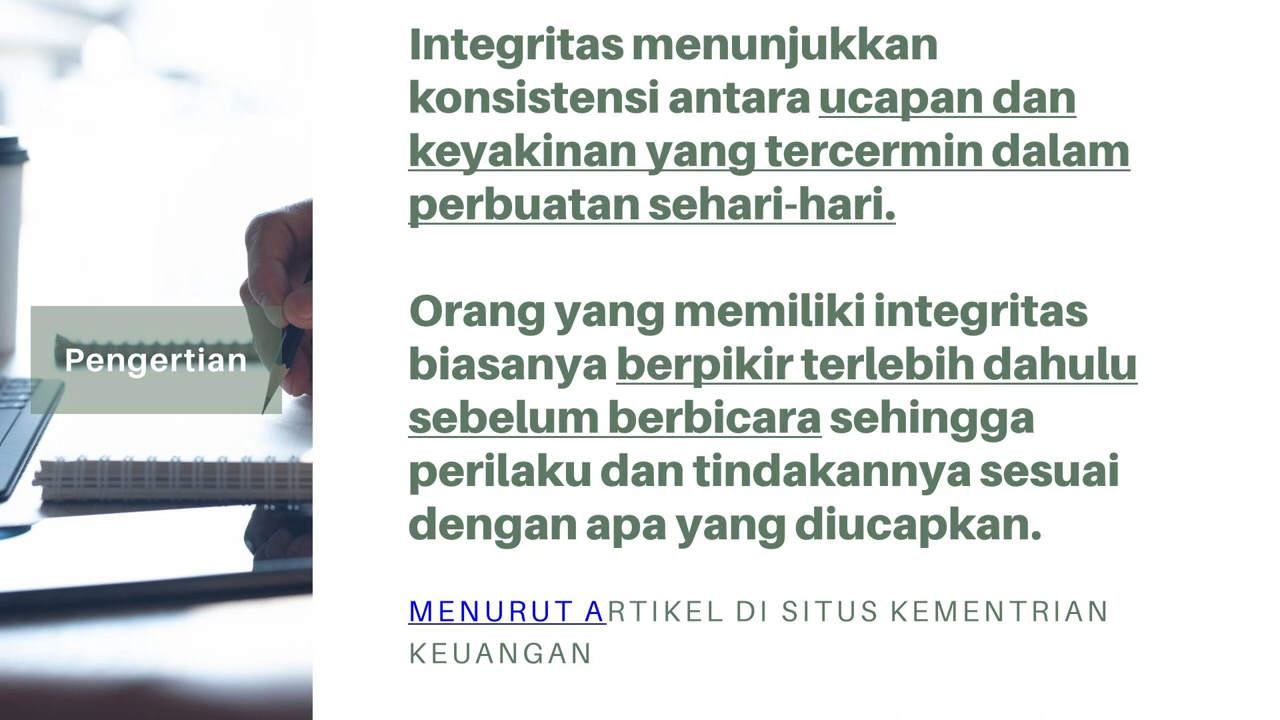 Pengertian
Integritas menunjukkan
konsistensi antara ucapan dan
keyakinan yang tercermin dalam
perbuatan sehari-hari.
Orang yang memiliki integritas
biasanya berpikir terlebih dahulu
sebelum berbicara sehingga
perilaku dan tindakannya sesuai
dengan apa yang diucapkan.
MENURUT ARTIKEL DI SITUS KEMENTRIAN
KEUANGAN